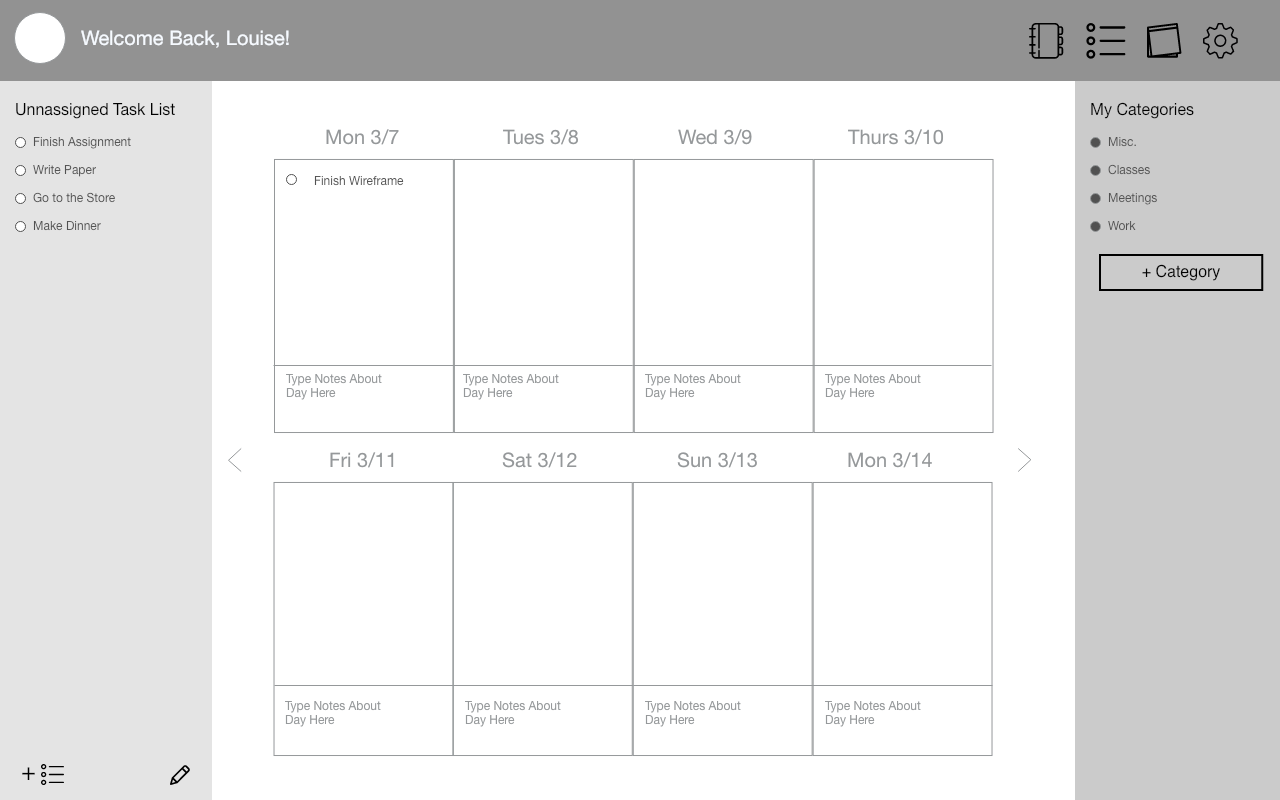 Welcome Back, Louise!
Unnassigned Task List
Finish Assignment
Write Paper
Go to the Store
Make Dinner
Mon 3/7
Tues 3/8
Wed 3/9
Thurs 3/10
Finish Wireframe
Type Notes About
Day Here
Type Notes About
Day Here
Type Notes About
Day Here
Type Notes About
Day Here
Fri 3/11
Sat 3/12
Sun 3/13
Mon 3/14
Type Notes About
Day Here
Type Notes About
Day Here
Type Notes About
Day Here
Type Notes About
Day Here
My Categories
Misc.
Classes
Meetings
Work
+ Category